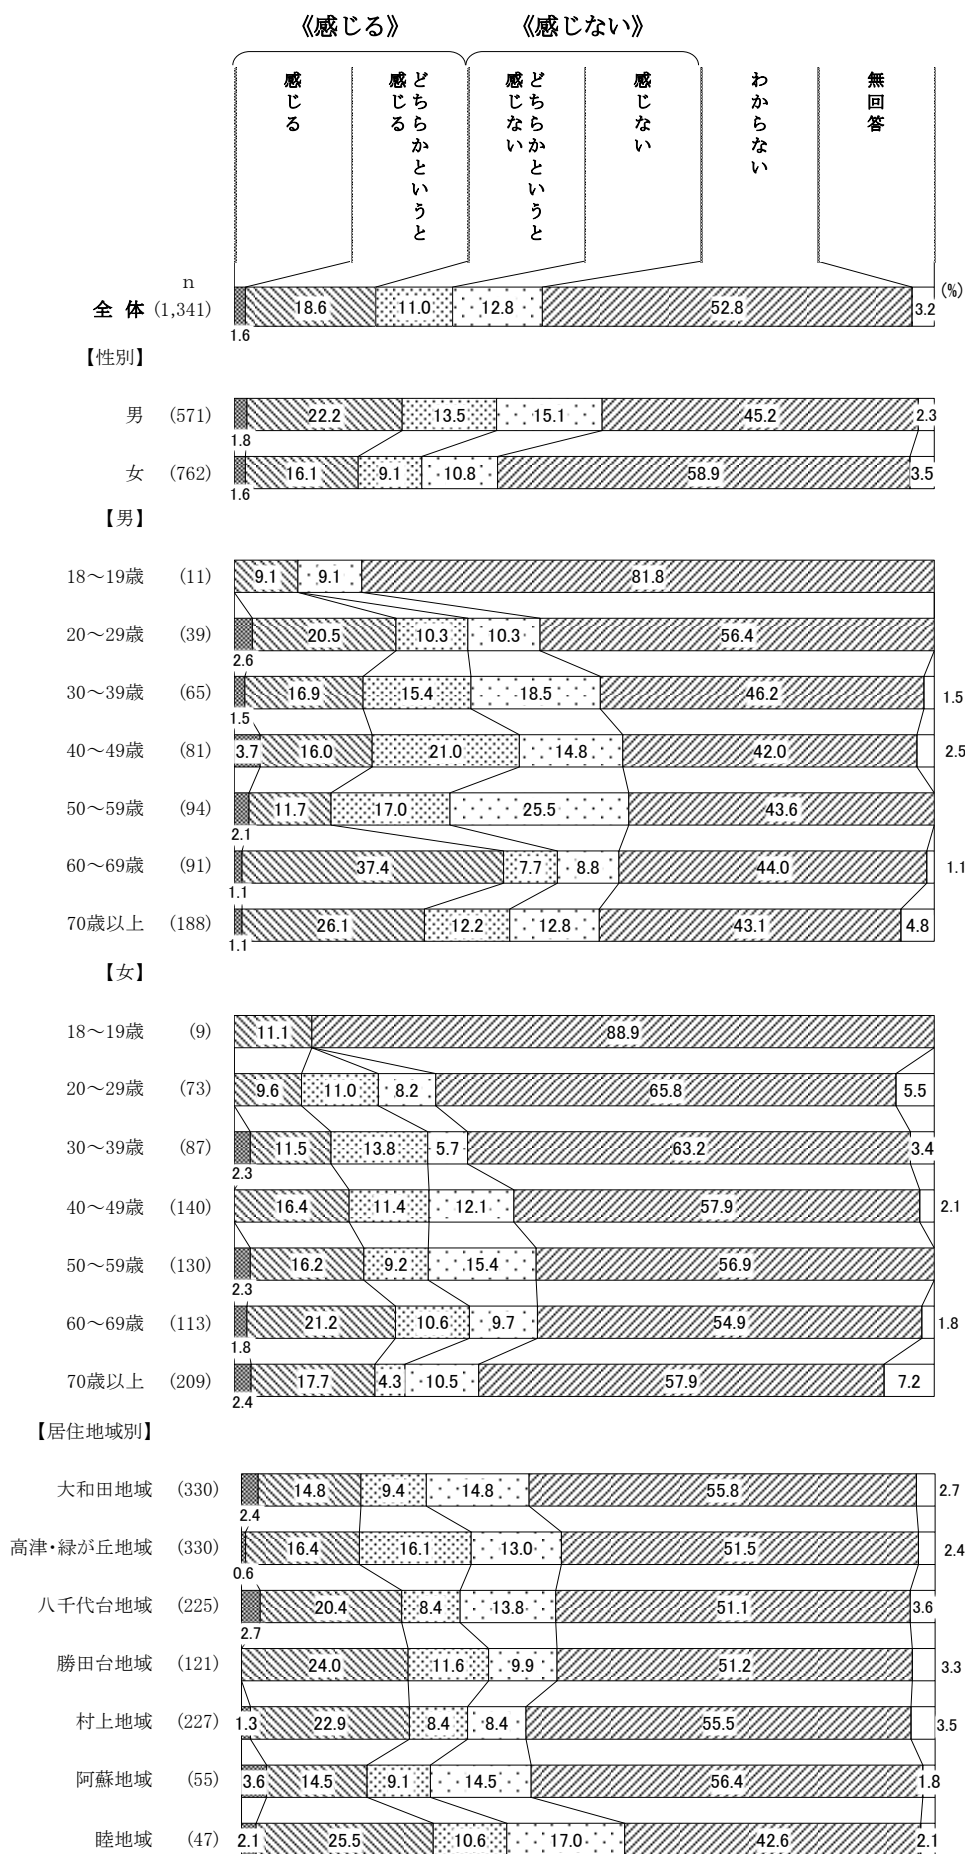 《感じる》 《感じない》
感じる
どちらかというと
感じる
どちらかというと
感じない
感じない
わからない
無回答
n
(%)
全 体 (1,341) 18.6 11.0 12.8 52.8 3.2
1.6
【性別】
男 (571) 22.2 13.5 15.1 45.2 2.3
1.8
女 (762) 16.1 9.1 10.8 58.9 3.5
1.6
【男】
18～19歳 (11) 9.1 9.1 81.8
20～29歳 (39) 20.5 10.3 10.3 56.4
2.6
30～39歳 (65) 16.9 15.4 18.5 46.2 1.5
1.5
40～49歳 (81) 3.7 16.0 21.0 14.8 42.0 2.5
50～59歳 (94) 11.7 17.0 25.5 43.6
2.1
60～69歳 (91) 37.4 7.7 8.8 44.0 1.1
1.1
70歳以上 (188) 26.1 12.2 12.8 43.1 4.8
1.1
【女】
18～19歳 (9) 11.1 88.9
20～29歳 (73) 9.6 11.0 8.2 65.8 5.5
30～39歳 (87) 11.5 13.8 5.7 63.2 3.4
2.3
40～49歳 (140) 16.4 11.4 12.1 57.9 2.1
50～59歳 (130) 16.2 9.2 15.4 56.9
2.3
60～69歳 (113) 21.2 10.6 9.7 54.9 1.8
1.8
70歳以上 (209) 17.7 4.3 10.5 57.9 7.2
2.4
【居住地域別】
大和田地域 (330) 14.8 9.4 14.8 55.8 2.7
2.4
高津・緑が丘地域 (330) 16.4 16.1 13.0 51.5 2.4
0.6
八千代台地域 (225) 20.4 8.4 13.8 51.1 3.6
2.7
勝田台地域 (121) 24.0 11.6 9.9 51.2 3.3
村上地域 (227) 1.3 22.9 8.4 8.4 55.5 3.5
阿蘇地域 (55) 3.6 14.5 9.1 14.5 56.4 1.8
睦地域 (47) 2.1 25.5 10.6 17.0 42.6 2.1